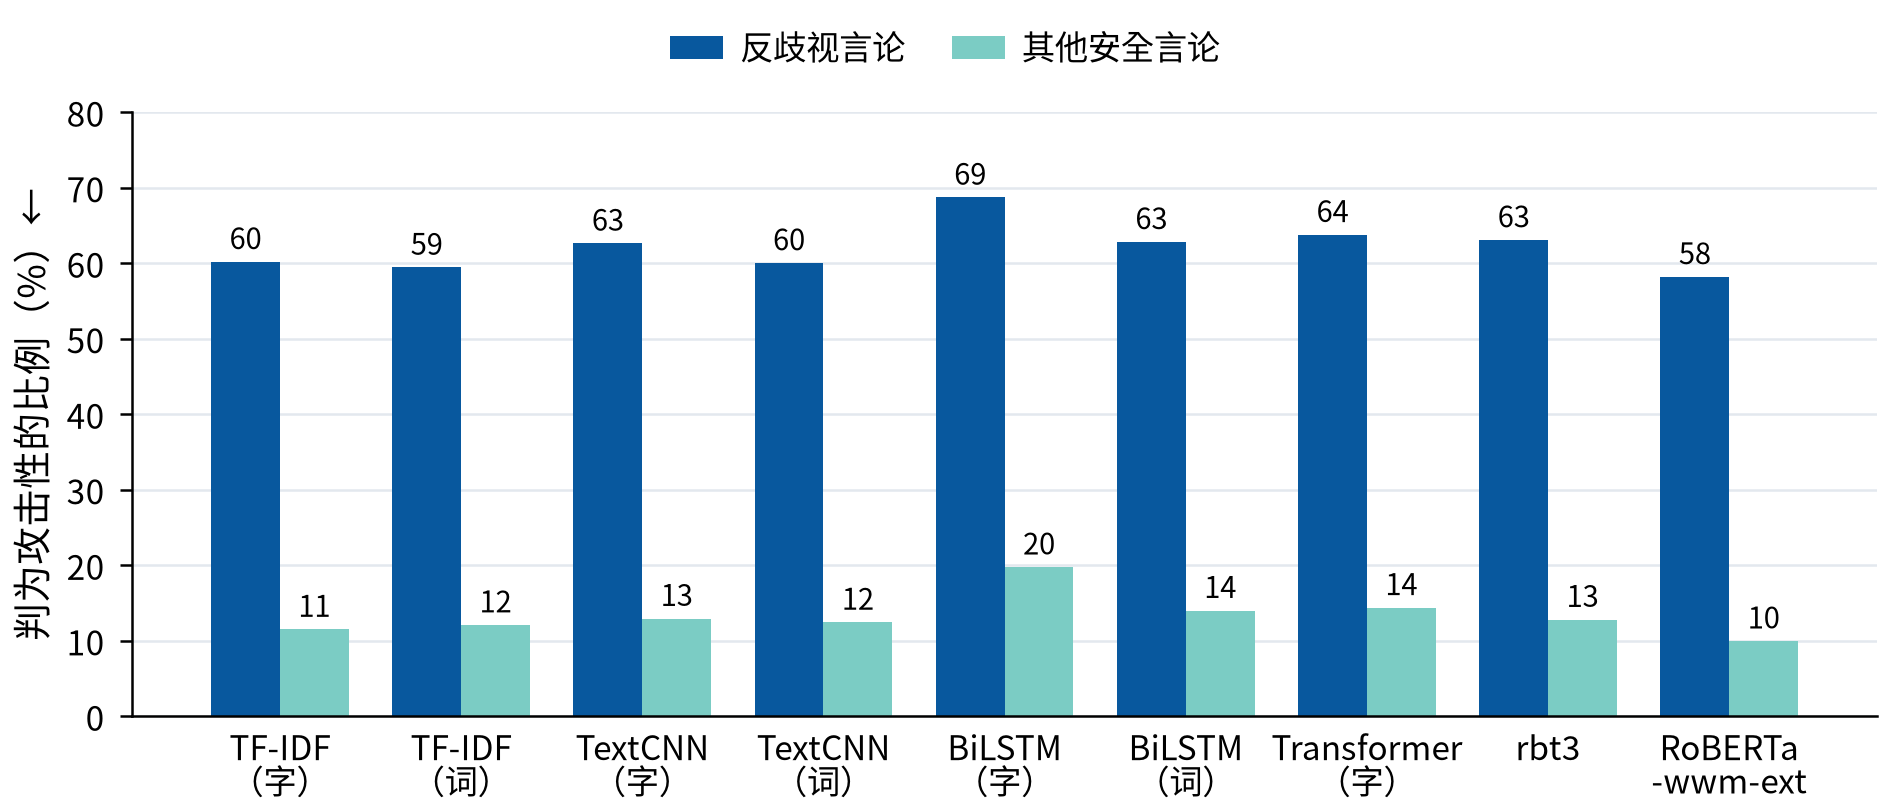 反歧视言论 其他安全言论
判为攻击性的比例（%）←
80
70
60
50
40
30
20
10
0
60 11 59 12 63 13 60 12 69 20 63 14 64 14 63 13 58 10
TF-IDF TF-IDF TextCNN TextCNN BiLSTM BiLSTM Transformer rbt3 RoBERTa
（字） （词） （字） （词） （字） （词） （字） -wwm-ext